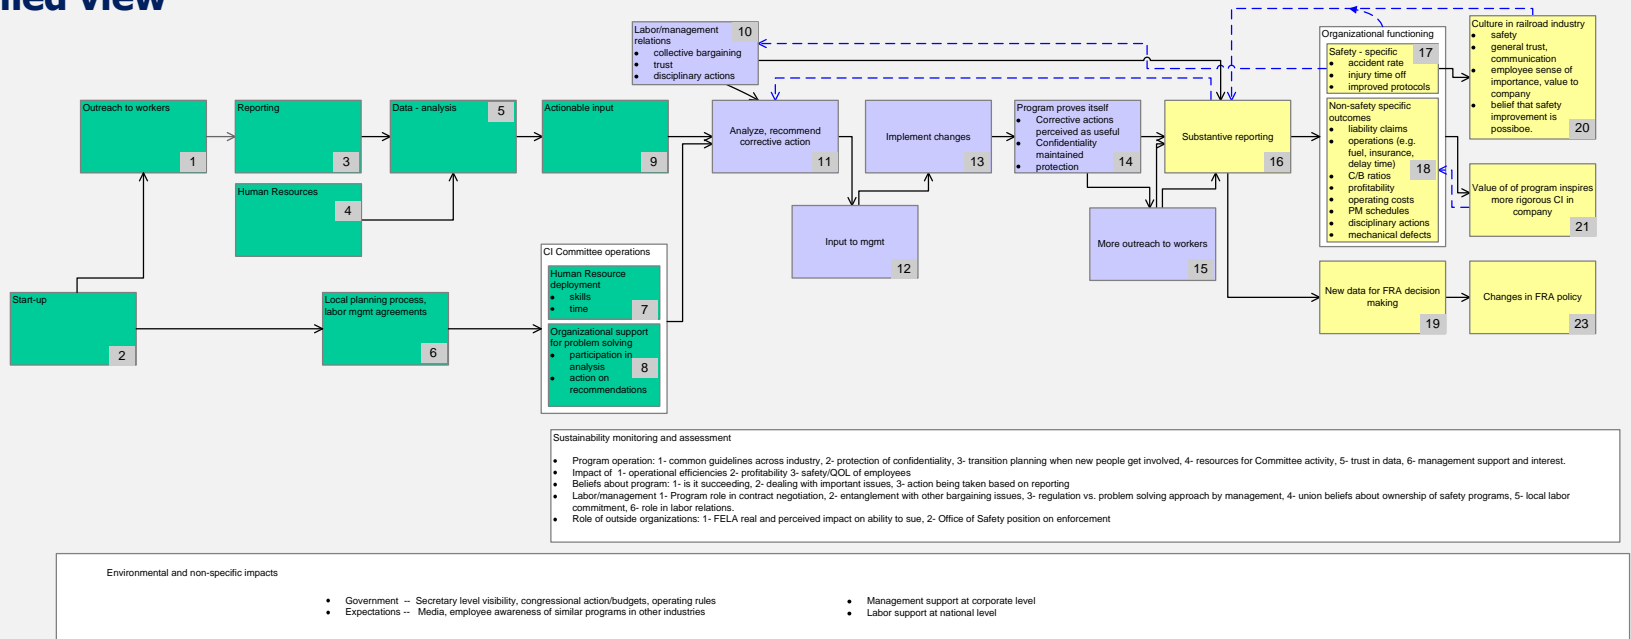 Labor/management
relations
• collective bargaining
• trust
• disciplinary actions
10
Organizational functioning
Safety - specific
• accident rate
• injury time off
• improved protocols
17
Culture in railroad industry
• safety
• general trust,
communication
• employee sense of
importance, value to
company
• belief that safety
improvement is
possiboe.
20
Outreach to workers
1
Reporting
3
Data - analysis
5
Actionable input
9
Analyze, recommend
corrective action
11
Implement changes
13
Program proves itself
• Corrective actions
perceived as useful
• Confidentiality
maintained
• protection
14
Substantive reporting
16
Non-safety specific
outcomes
• liability claims
• operations (e.g.
fuel, insurance,
delay time)
• C/B ratios
• profitability
• operating costs
• PM schedules
• disciplinary actions
• mechanical defects
18
Human Resources
4
Value of of program inspires
more rigorous CI in
company
21
Input to mgmt
12
More outreach to workers
15
CI Committee operations
Human Resource
deployment
• skills
• time
7
Organizational support
for problem solving
• participation in
analysis
• action on
recommendations
8
Start-up
2
Local planning process,
labor mgmt agreements
6
New data for FRA decision
making
19
Changes in FRA policy
23
Sustainability monitoring and assessment
• Program operation: 1- common guidelines across industry, 2- protection of confidentiality, 3- transition planning when new people get involved, 4- resources for Committee activity, 5- trust in data, 6- management support and interest.
• Impact of 1- operational efficiencies 2- profitability 3- safety/QOL of employees
• Beliefs about program: 1- is it succeeding, 2- dealing with important issues, 3- action being taken based on reporting
• Labor/management 1- Program role in contract negotiation, 2- entanglement with other bargaining issues, 3- regulation vs. problem solving approach by management, 4- union beliefs about ownership of safety programs, 5- local labor
commitment, 6- role in labor relations.
• Role of outside organizations: 1- FELA real and perceived impact on ability to sue, 2- Office of Safety position on enforcement
Environmental and non-specific impacts
• Government -- Secretary level visibility, congressional action/budgets, operating rules
• Expectations -- Media, employee awareness of similar programs in other industries
• Management support at corporate level
• Labor support at national level